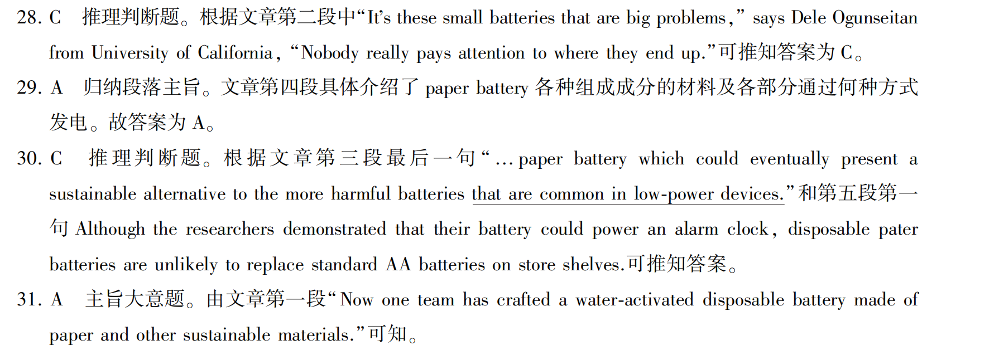 28. C 推理判断题。根据文章第二段中“It’s these small batteries that are big problems,” says Dele Ogunseitan
from University of California, “Nobody really pays attention to where they end up.”可推知答案为 C。
29. A 归纳段落主旨。文章第四段具体介绍了 paper battery 各种组成成分的材料及各部分通过何种方式
发电。故答案为 A。
30. C 推理判断题。根据文章第三段最后一句“…paper battery which could eventually present a
sustainable alternative to the more harmful batteries that are common in low-power devices.”和第五段第一
句 Although the researchers demonstrated that their battery could power an alarm clock, disposable pater
batteries are unlikely to replace standard AA batteries on store shelves.可推知答案。
31. A 主旨大意题。由文章第一段“Now one team has crafted a water-activated disposable battery made of
paper and other sustainable materials.”可知。